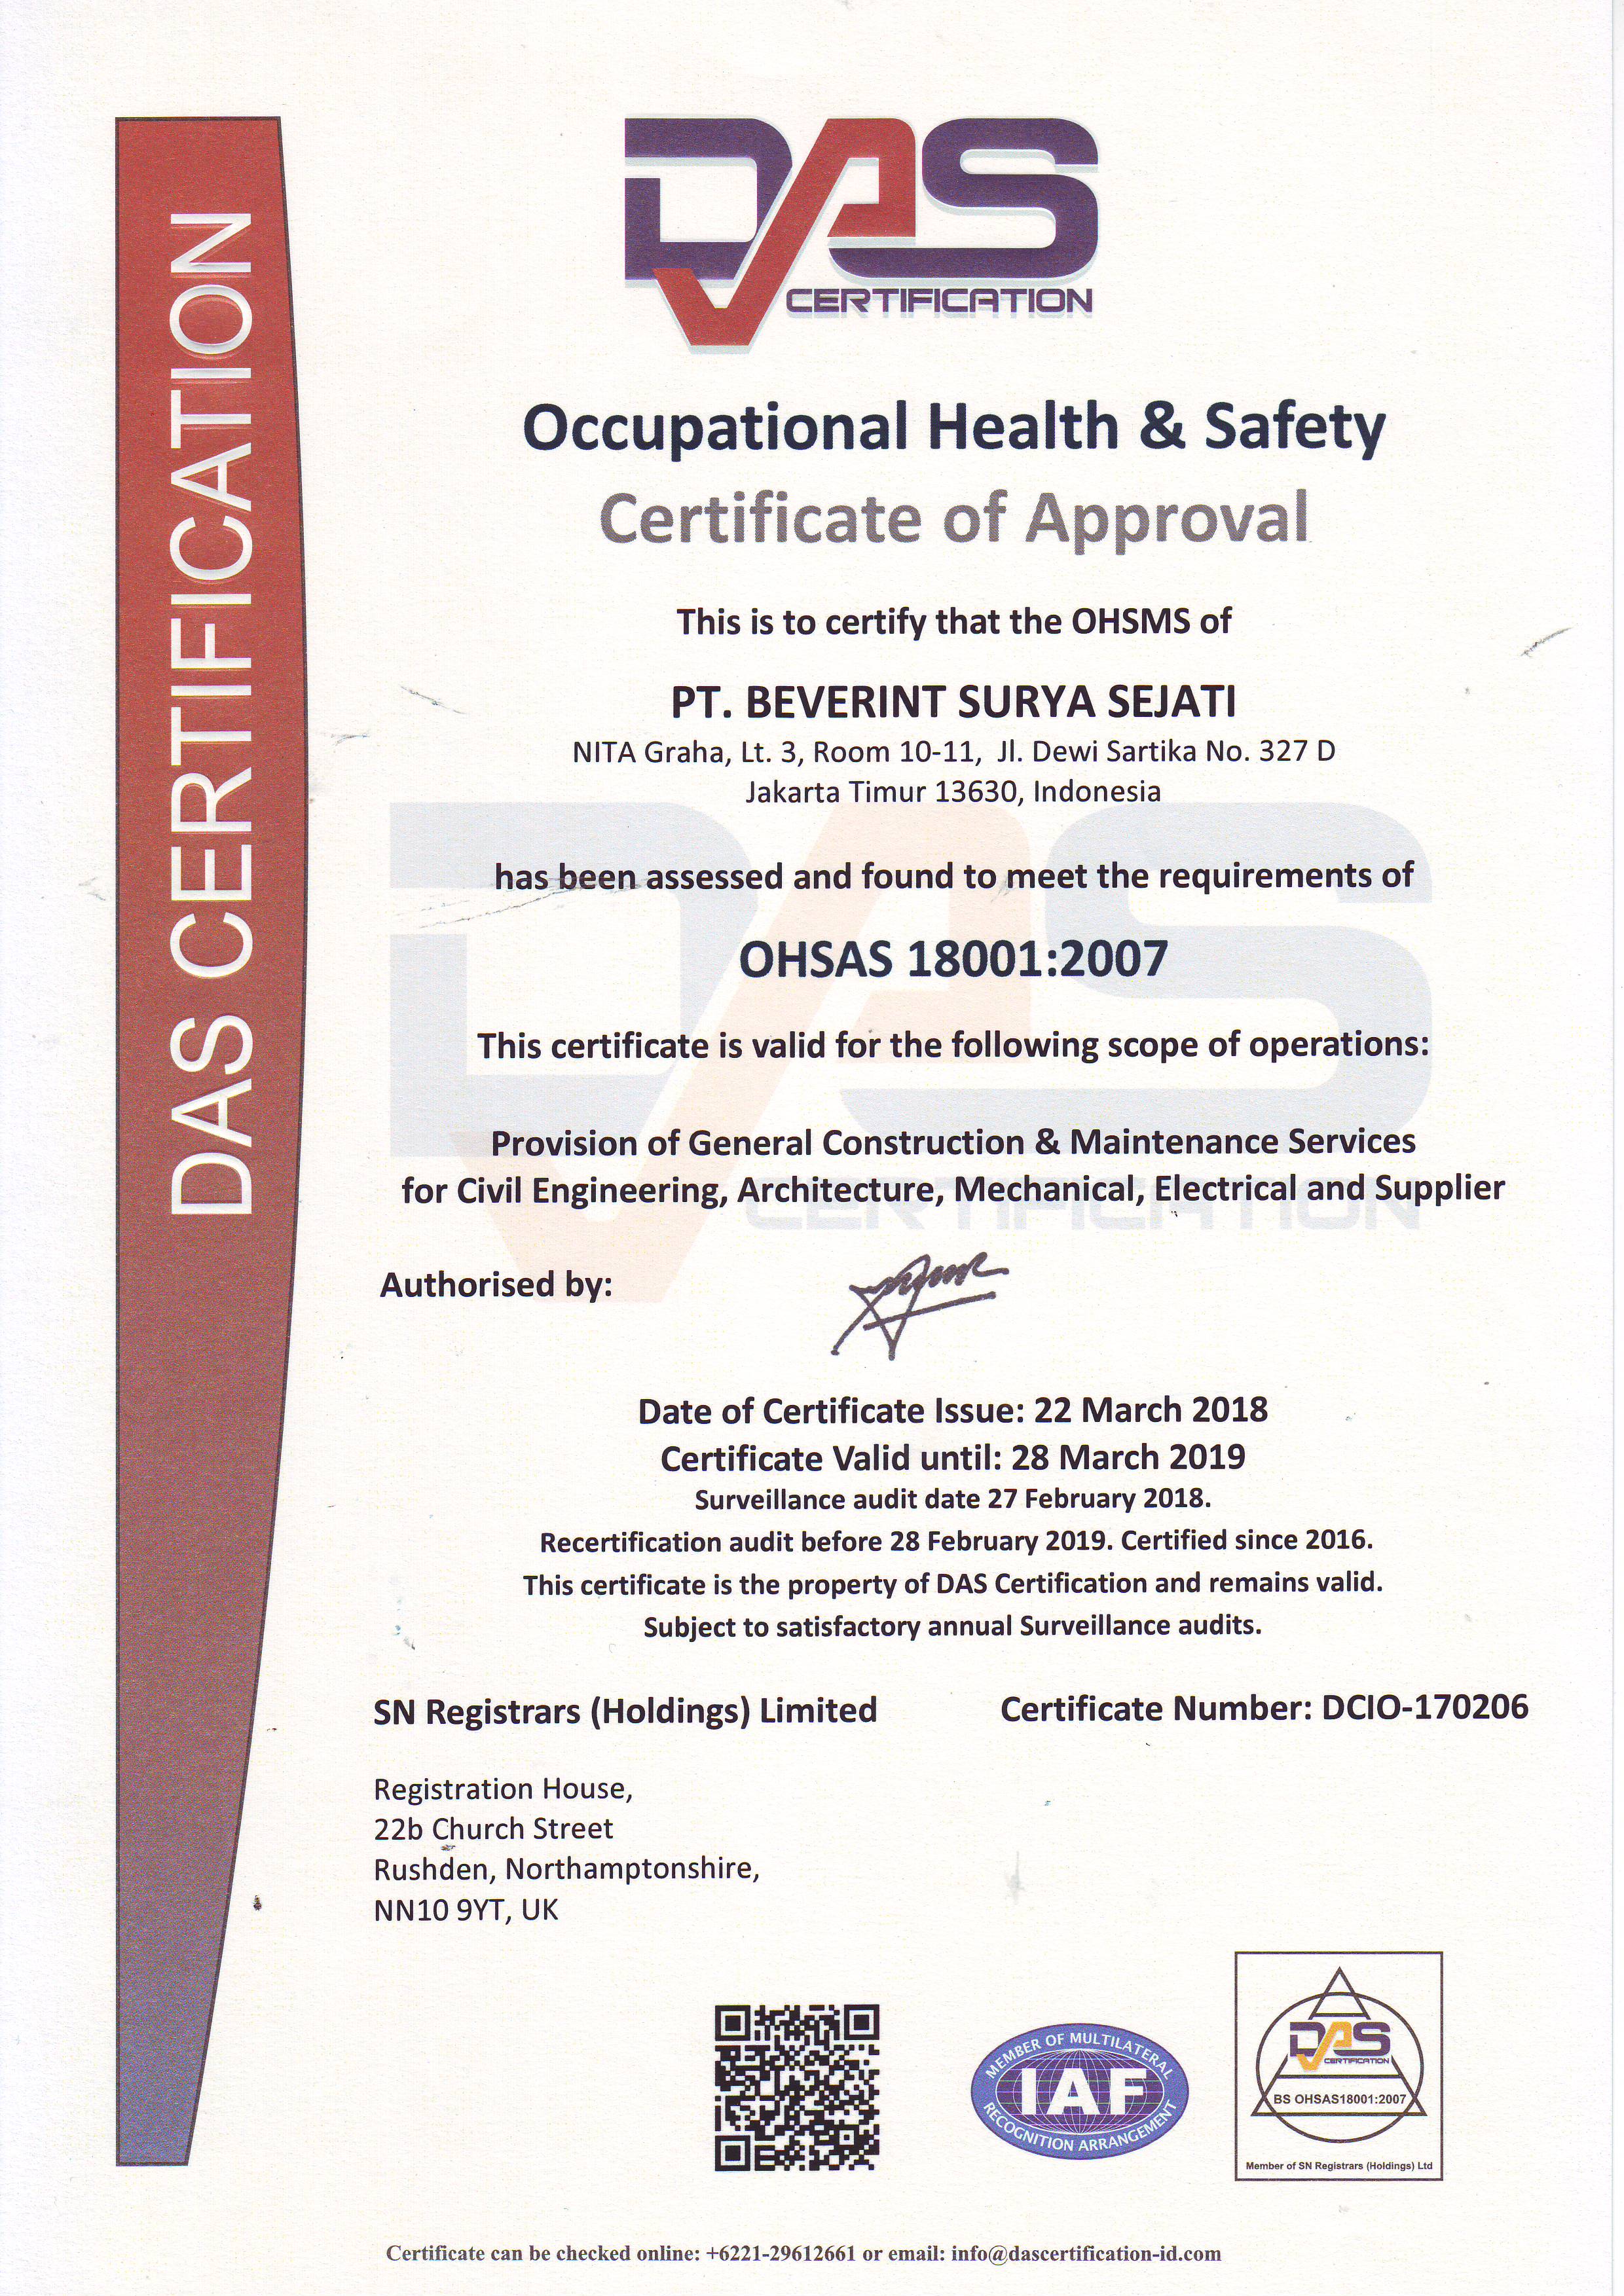 DAS CERTIFICATION
DAS
CERTIFICATION
Occupational Health & Safety
Certificate of Approval
This is to certify that the OHSMS of
PT. BEVERINT SURYA SEJATI
NITA Graha, Lt. 3, Room 10-11, Jl. Dewi Sartika No. 327 D
Jakarta Timur 13630, Indonesia
has been assessed and found to meet the requirements of
OHSAS 18001:2007
This certificate is valid for the following scope of operations:
Provision of General Construction & Maintenance Services
for Civil Engineering, Architecture, Mechanical, Electrical and Supplier
DAS
CERTIFICATION
Authorised by:
Date of Certificate Issue: 22 March 2018
Certificate Valid until: 28 March 2019
Surveillance audit date 27 February 2018.
Recertification audit before 28 February 2019. Certified since 2016.
This certificate is the property of DAS Certification and remains valid.
Subject to satisfactory annual Surveillance audits.
SN Registrars (Holdings) Limited
Certificate Number: DCIO-170206
Registration House,
22b Church Street
Rushden, Northamptonshire,
NN10 9YT, UK
MEMBER OF MULTILATERAL
IAF
RECOGNITION ARRANGEMENT
DAS
CERTIFICATION
BS OHSAS18001:2007
Member of SN Registrars (Holdings) Ltd
Certificate can be checked online: +6221-29612661 or email: info@dascertification-id.com